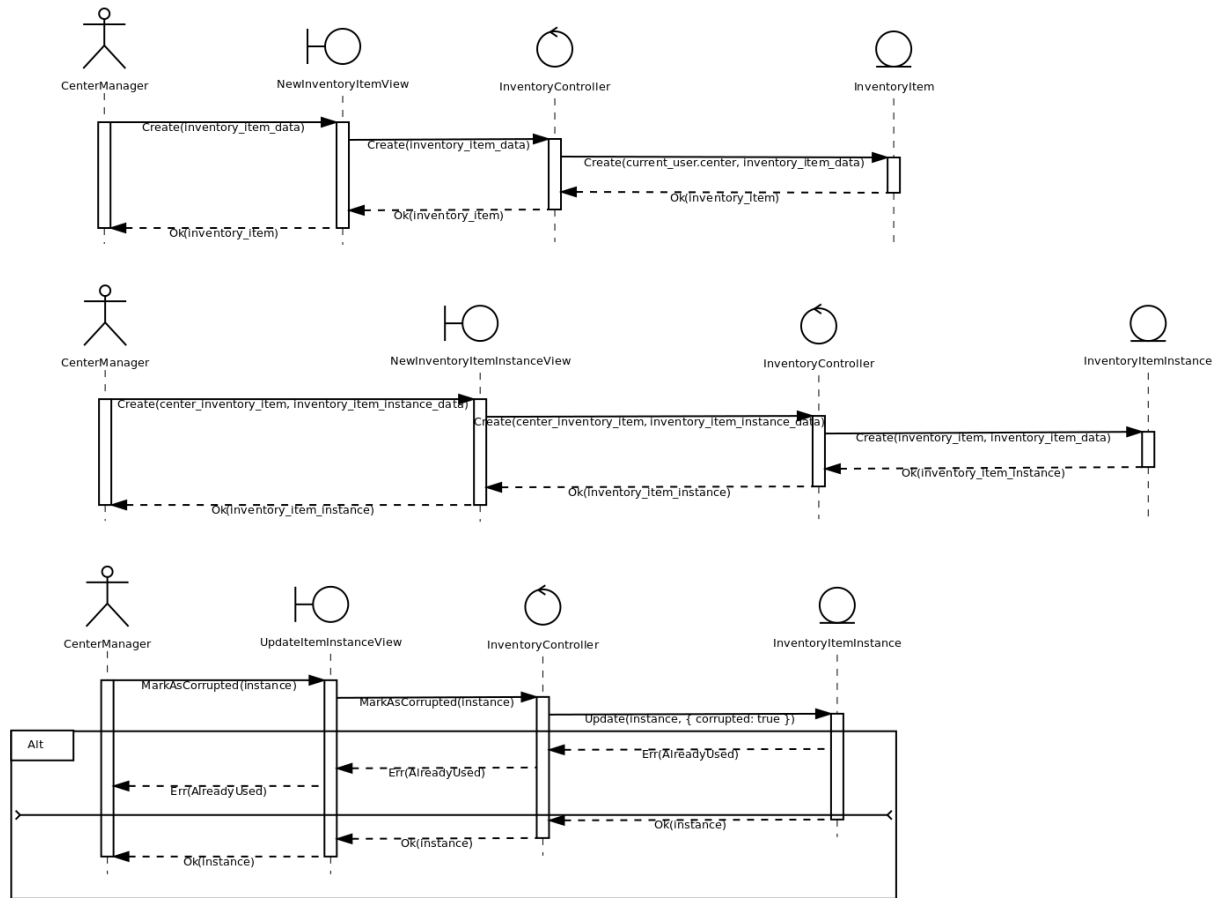 CenterManager
NewInventoryItemView
InventoryController
InventoryItem
Create(inventory_item_data)
Create(inventory_item_data)
Create(current_user.center, inventory_item_data)
Ok(inventory_item)
Ok(inventory_item)
Ok(inventory_item)
CenterManager
NewInventoryItemInstanceView
InventoryController
InventoryItemInstance
Create(center_inventory_item, inventory_item_instance_data)
Create(center_inventory_item, inventory_item_instance_data)
Create(inventory_item, inventory_item_data)
Ok(inventory_item_instance)
Ok(inventory_item_instance)
Ok(inventory_item_instance)
CenterManager
UpdateItemInstanceView
InventoryController
InventoryItemInstance
MarkAsCorrupted(instance)
MarkAsCorrupted(instance)
Update(instance, { corrupted: true })
Alt
Err(AlreadyUsed)
Err(AlreadyUsed)
Err(AlreadyUsed)
Ok(instance)
Ok(instance)
Ok(instance)